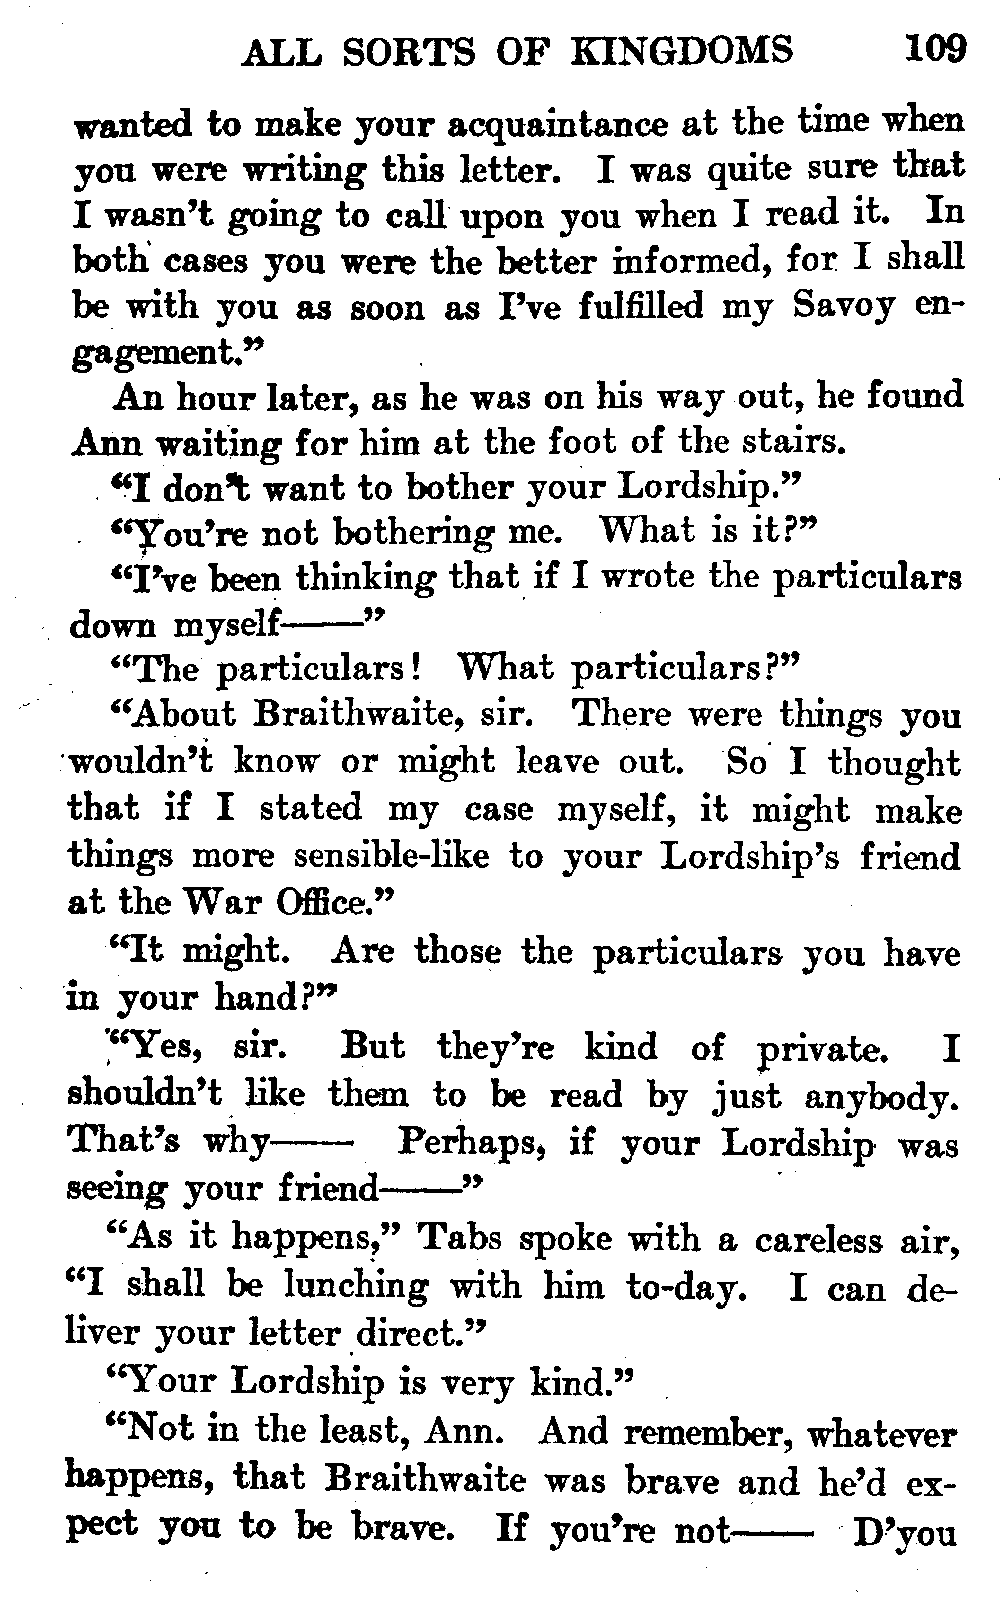 ALL SORTS OF KINGDOMS 109
wanted to make your acquaintance at the time when
you were writing this letter. I was quite sure that
I wasn't going to call upon you when I read it. In
both cases you were the better informed, for I shall
be with you as soon as I've fulfilled my Savoy en-
gagement."
An hour later, as he was on his way out, he found
Ann waiting for him at the foot of the stairs.
"I don't want to bother your Lordship."
"You're not bothering me. What is it?"
"I've been thinking that if I wrote the particulars
down myself——"
"The particulars! What particulars?"
"About Braithwaite, sir. There were things you
wouldn't know or might leave out. So I thought
that if I stated my case myself, it might make
things more sensible-like to your Lordship's friend
at the War Office."
"It might. Are those the particulars you have
in your hand?"
"Yes, sir. But they're kind of private. I
shouldn't like them to be read by just anybody.
That's why—— Perhaps, if your Lordship was
seeing your friend——"
"As it happens," Tabs spoke with a careless air,
"I shall be lunching with him to-day. I can de-
liver your letter direct."
"Your Lordship is very kind."
"Not in the least, Ann. And remember, whatever
happens, that Braithwaite was brave and he'd ex-
pect you to be brave. If you're not—— D'you